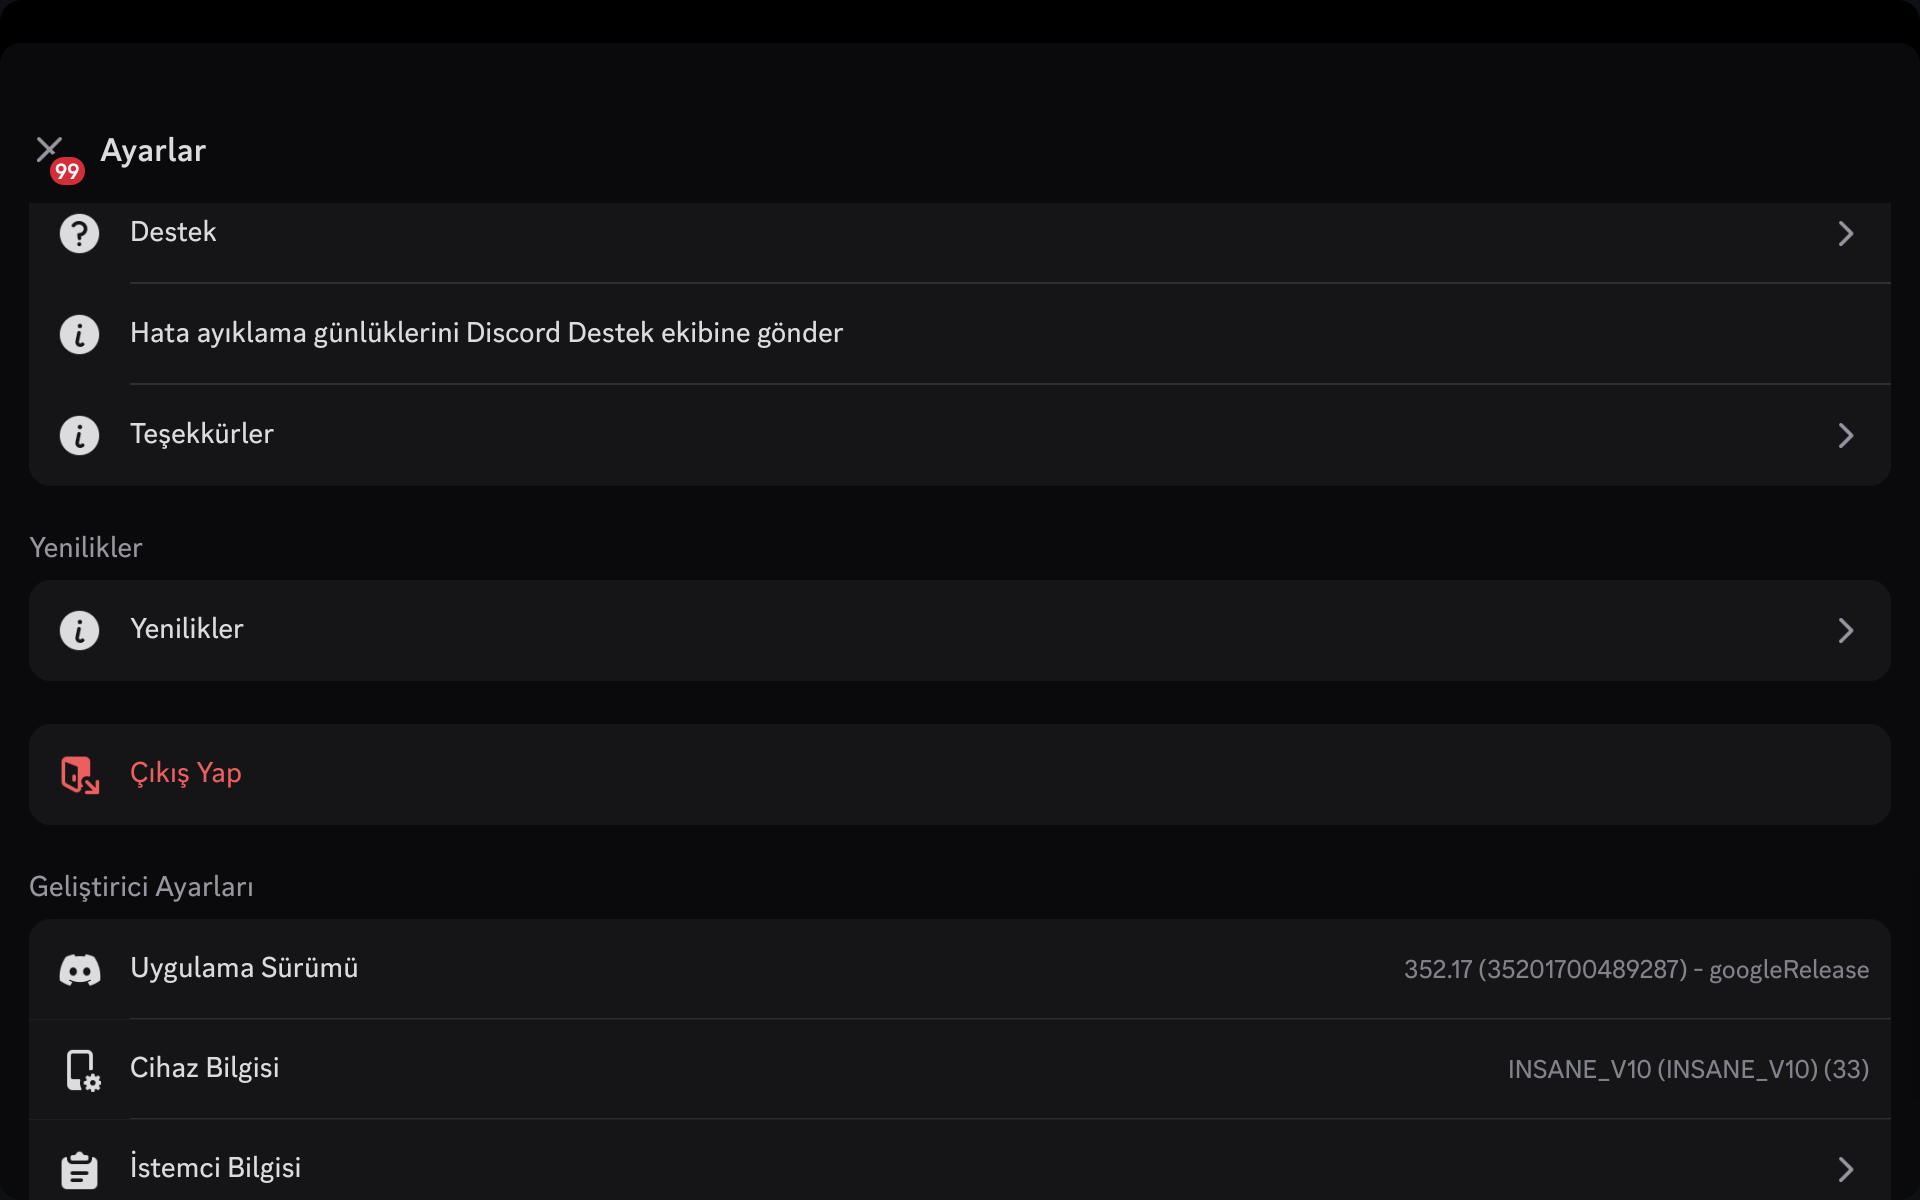 Ayarlar
99
Destek
Hata ayıklama günlüklerini Discord Destek ekibine gönder
Teşekkürler
Yenilikler
Yenilikler
Çıkış Yap
Geliştirici Ayarları
Uygulama Sürümü 352.17 (35201700489287) - googleRelease
Cihaz Bilgisi INSANE_V10 (INSANE_V10) (33)
İstemci Bilgisi